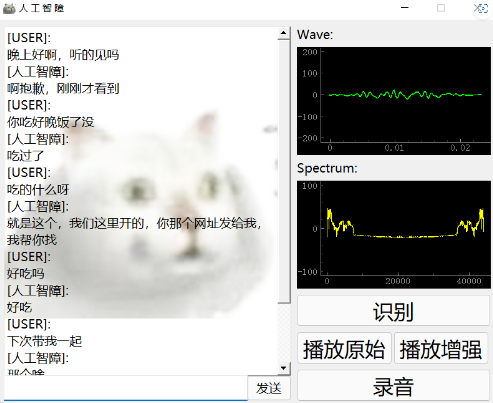 人工智障
[USER]:
晚上好啊，听的见吗
[人工智障]:
啊抱歉，刚刚才看到
[USER]:
你吃好晚饭了没
[人工智障]:
吃过了
[USER]:
吃的什么呀
[人工智障]:
就是这个，我们这里开的，你那个网址发给我，
我帮你找
[USER]:
好吃吗
[人工智障]:
好吃
[USER]:
下次带我一起
[人工智障]:
那个啥
发送
Wave:
200
100
0
-100
-200
0
0.01
0.02
Spectrum:
100
0
-100
0
20000
40000
识别
播放原始
播放增强
录音